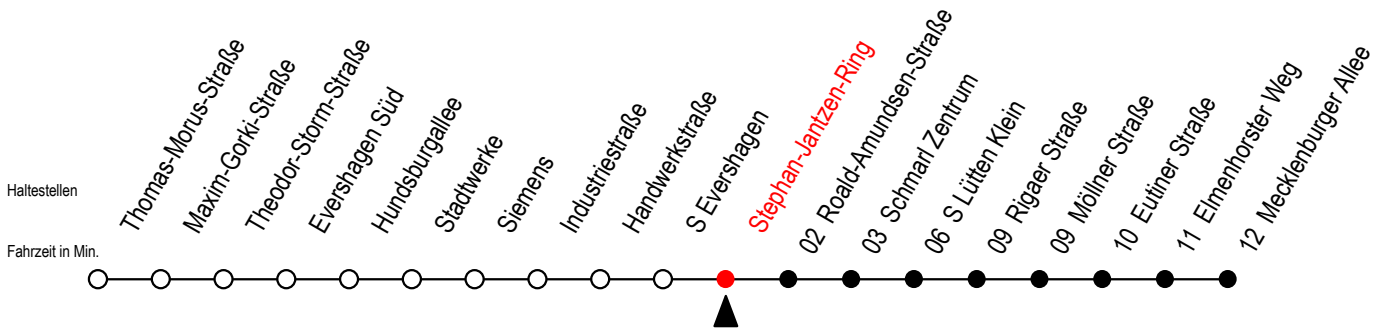 Haltestellen
Fahrzeit in Min.
Thomas-Morus-Straße
Maxim-Gorki-Straße
Theodor-Storm-Straße
Evershagen Süd
Hundsburgallee
Stadtwerke
Siemens
Industriestraße
Handwerkstraße
S Evershagen
Stephan-Jantzen-Ring
02 Roald-Amundsen-Straße
03 Schmarl Zentrum
06 S Lütten Klein
09 Rigaer Straße
09 Möllner Straße
10 Eutiner Straße
11 Elmenhorster Weg
12 Mecklenburger Allee